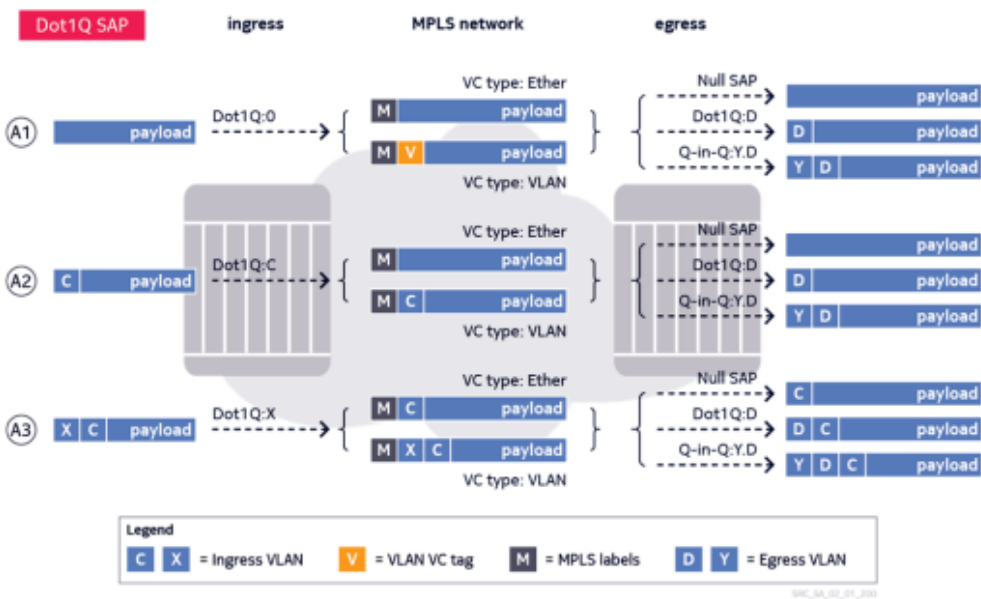 Dot1Q SAP ingress MPLS network egress
VC type: Ether
Null SAP
M payload
payload
A1 payload Dot1Q:0
Dot1Q:D
D payload
M V payload
Q-in-Q:Y.D
Y D payload
VC type: VLAN
VC type: Ether
Null SAP
M payload
payload
A2 C payload Dot1Q:C
Dot1Q:D
D payload
M C payload
Q-in-Q:Y.D
Y D payload
VC type: VLAN
VC type: Ether
Null SAP
C payload
M C payload
A3 X C payload Dot1Q:X
Dot1Q:D
D C payload
M X C payload
Q-in-Q:Y.D
Y D C payload
VC type: VLAN
Legend
C X = Ingress VLAN V = VLAN VC tag M = MPLS labels D Y = Egress VLAN
SRC_SA_02_01_200